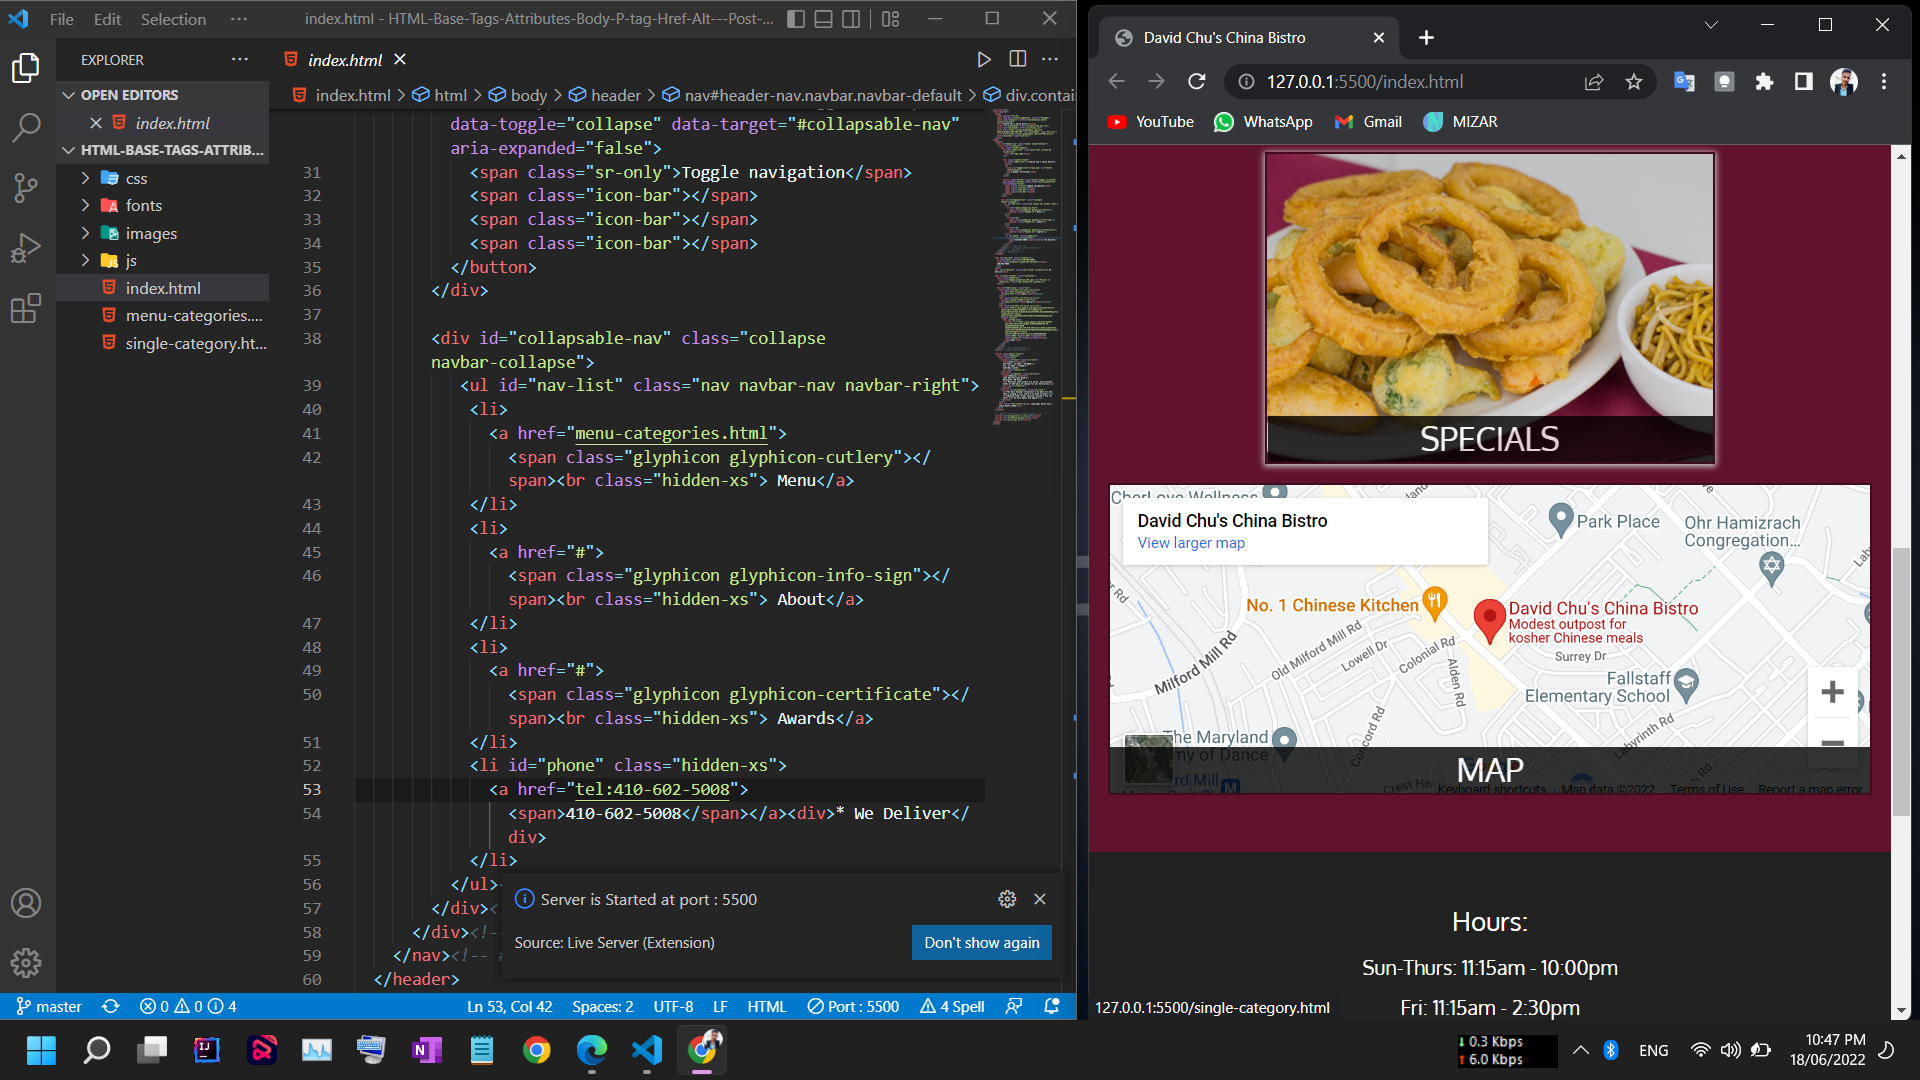 File Edit Selection ··· index.html - HTML-Base-Tags-Attributes-Body-P-tag-Href-Alt---Post-...
EXPLORER ···
OPEN EDITORS
index.html
HTML-BASE-TAGS-ATTRIB...
css
fonts
images
js
index.html
menu-categories....
single-category.ht...
index.html
index.html > html > body > header > nav#header-nav.navbar.navbar-default > div.contai
data-toggle="collapse" data-target="#collapsable-nav"
aria-expanded="false">
31 <span class="sr-only">Toggle navigation</span>
32 <span class="icon-bar"></span>
33 <span class="icon-bar"></span>
34 <span class="icon-bar"></span>
35 </button>
36 </div>
37
38 <div id="collapsable-nav" class="collapse
navbar-collapse">
39 <ul id="nav-list" class="nav navbar-nav navbar-right">
40 <li>
41 <a href="menu-categories.html">
42 <span class="glyphicon glyphicon-cutlery"></
span><br class="hidden-xs"> Menu</a>
43 </li>
44 <li>
45 <a href="#">
46 <span class="glyphicon glyphicon-info-sign"></
span><br class="hidden-xs"> About</a>
47 </li>
48 <li>
49 <a href="#">
50 <span class="glyphicon glyphicon-certificate"></
span><br class="hidden-xs"> Awards</a>
51 </li>
52 <li id="phone" class="hidden-xs">
53 <a href="tel:410-602-5008">
54 <span>410-602-5008</span></a><div>* We Deliver</
div>
55 </li>
56 </ul>
57 </div><
58 </div><!--
59 </nav><!-- #
60 </header>
Server is Started at port : 5500
Source: Live Server (Extension)
Don't show again
master 0 0 4 Ln 53, Col 42 Spaces: 2 UTF-8 LF HTML Port : 5500 4 Spell
David Chu's China Bistro
127.0.0.1:5500/index.html
YouTube WhatsApp Gmail MIZAR
SPECIALS
CherLove Wellness
David Chu's China Bistro
View larger map
Park Place
Ohr Hamizrach
Congregation...
No. 1 Chinese Kitchen
David Chu's China Bistro
Modest outpost for
kosher Chinese meals
Surrey Dr
Milford Mill Rd
Old Milford Mill Rd
Lowell Dr
Colonial Rd
Alden Rd
Concord Rd
Fallstaff
Elementary School
Labyrinth Rd
The Maryland
my of Dance
MAP
Keyboard shortcuts Map data ©2022 Terms of Use Report a map error
Hours:
Sun-Thurs: 11:15am - 10:00pm
Fri: 11:15am - 2:30pm
127.0.0.1:5500/single-category.html
0.3 Kbps
6.0 Kbps
ENG
10:47 PM
18/06/2022